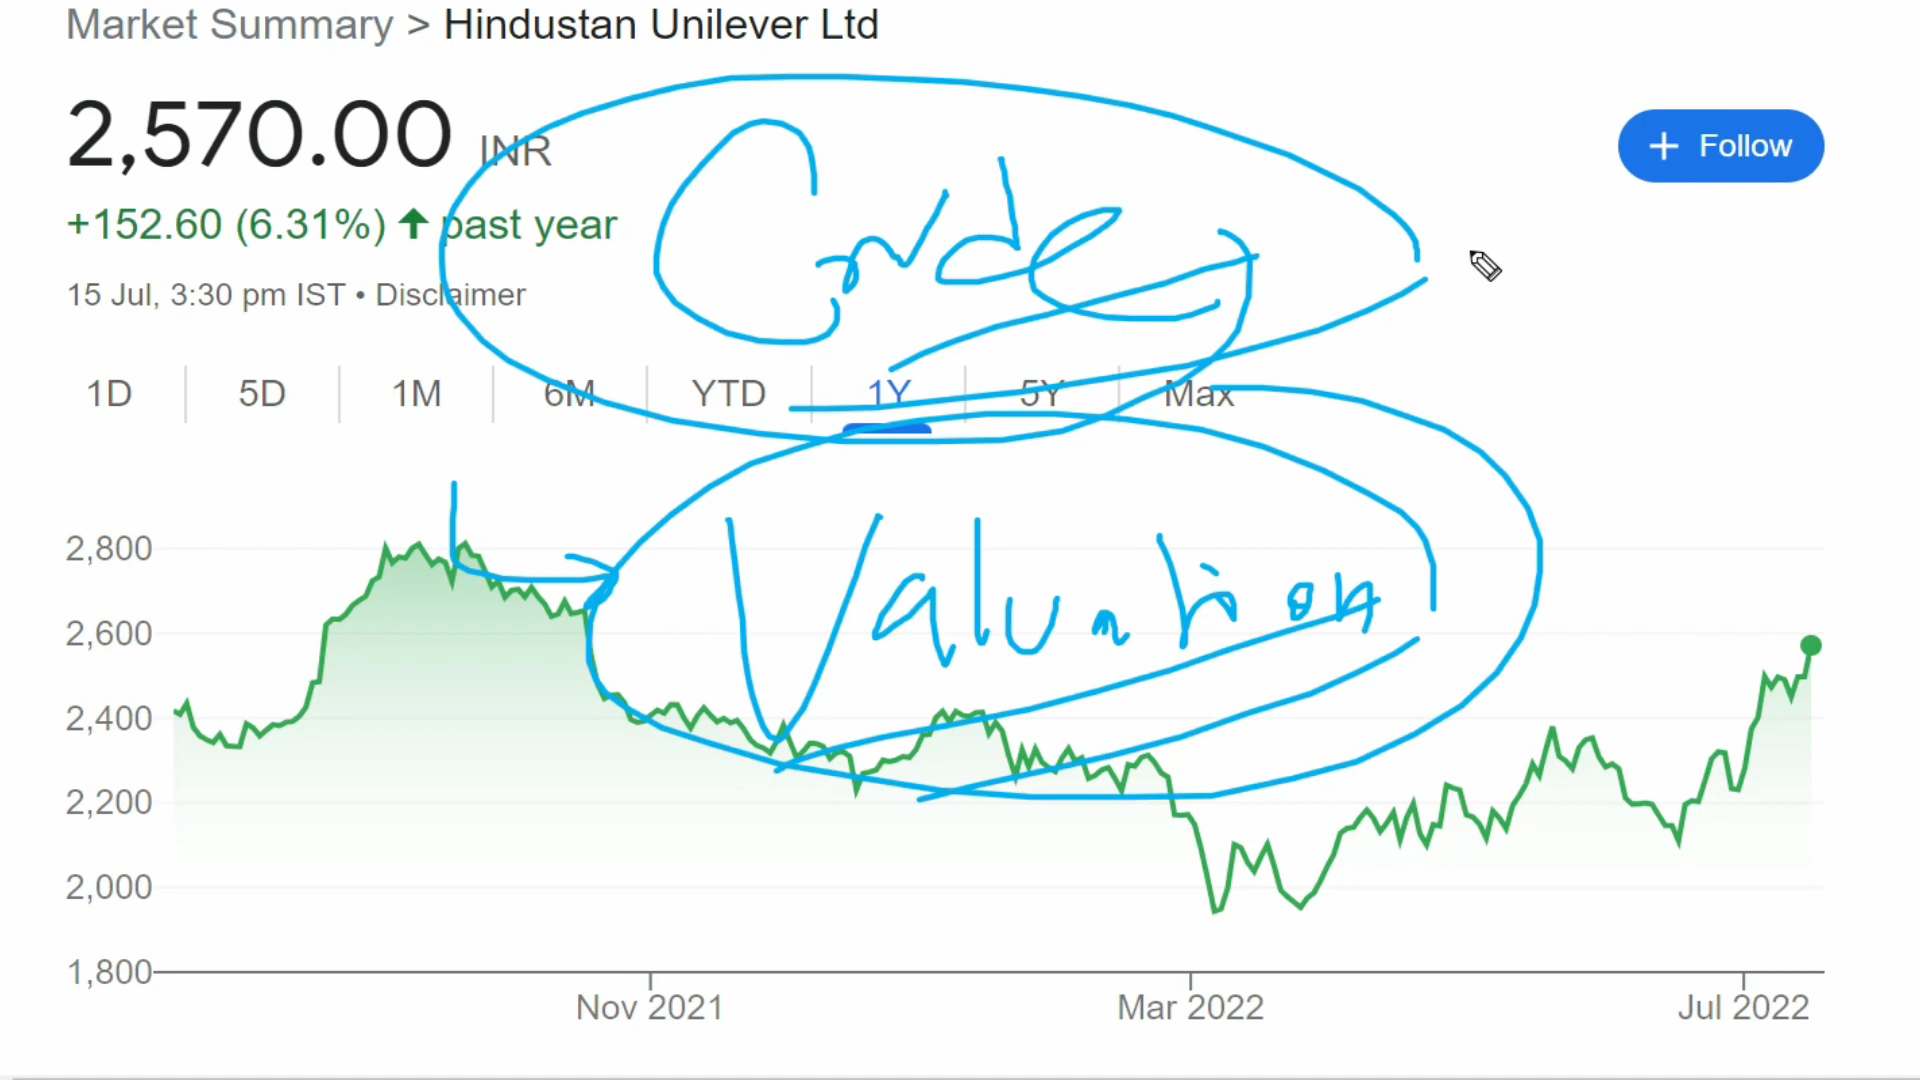 Market Summary > Hindustan Unilever Ltd
2,570.00 INR
+ Follow
+152.60 (6.31%) ↑ past year
15 Jul, 3:30 pm IST • Disclaimer
Crude
1D 5D 1M 6M YTD 1Y 5Y Max
Valuation
2,800
2,600
2,400
2,200
2,000
1,800
Nov 2021 Mar 2022 Jul 2022